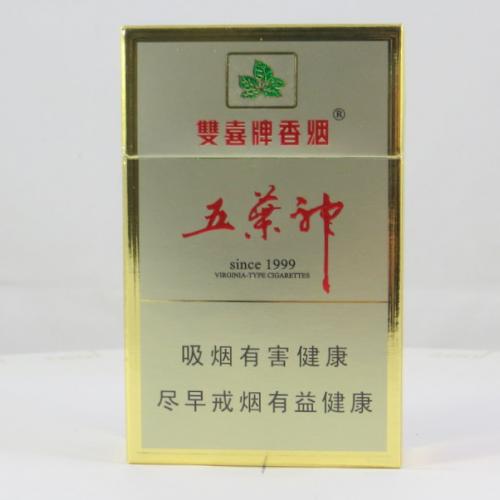 雙喜牌香烟®
五葉神
since 1999
VIRGINIA-TYPE CIGARETTES
吸烟有害健康
尽早戒烟有益健康